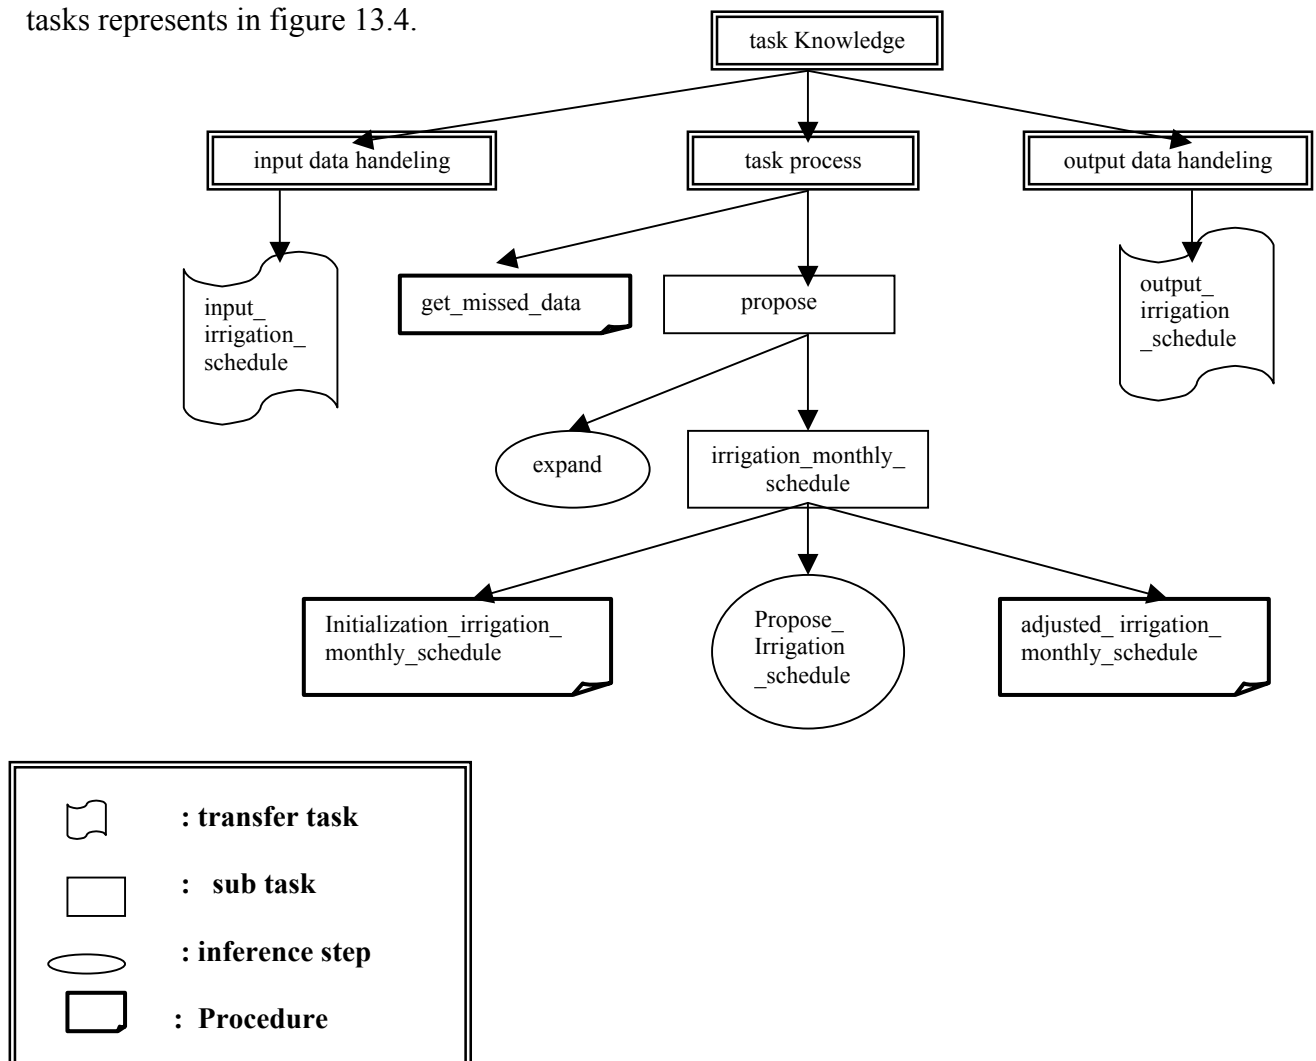 tasks represents in figure 13.4.
task Knowledge
input data handeling
task process
output data handeling
input_
irrigation_
schedule
get_missed_data
propose
output_
irrigation
_schedule
expand
irrigation_monthly_
schedule
Initialization_irrigation_
monthly_schedule
Propose_
Irrigation
_schedule
adjusted_ irrigation_
monthly_schedule
: transfer task
: sub task
: inference step
: Procedure